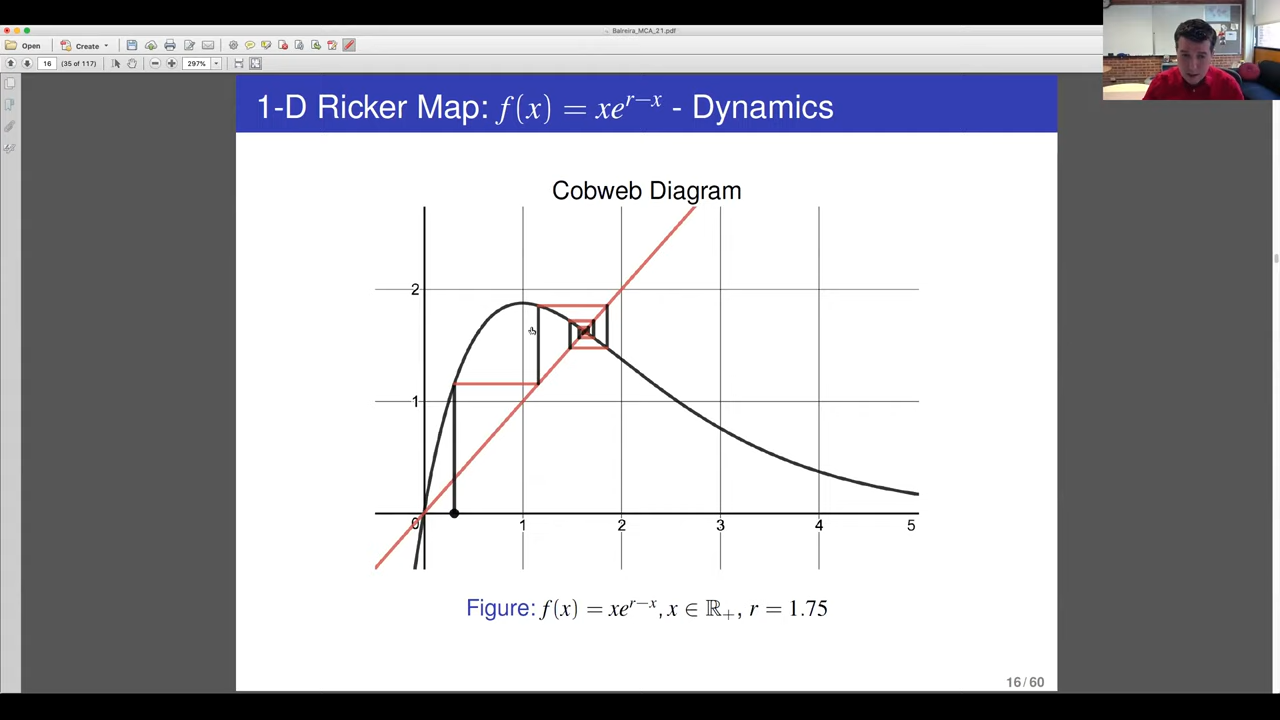 Balreira_MCA_21.pdf
Open Create 297%
16 (35 of 117)
1-D Ricker Map: f(x) = xe^{r−x} - Dynamics
Cobweb Diagram
2
1
0 1 2 3 4 5
Figure: f(x) = xe^{r−x}, x ∈ ℝ₊, r = 1.75
16 / 60